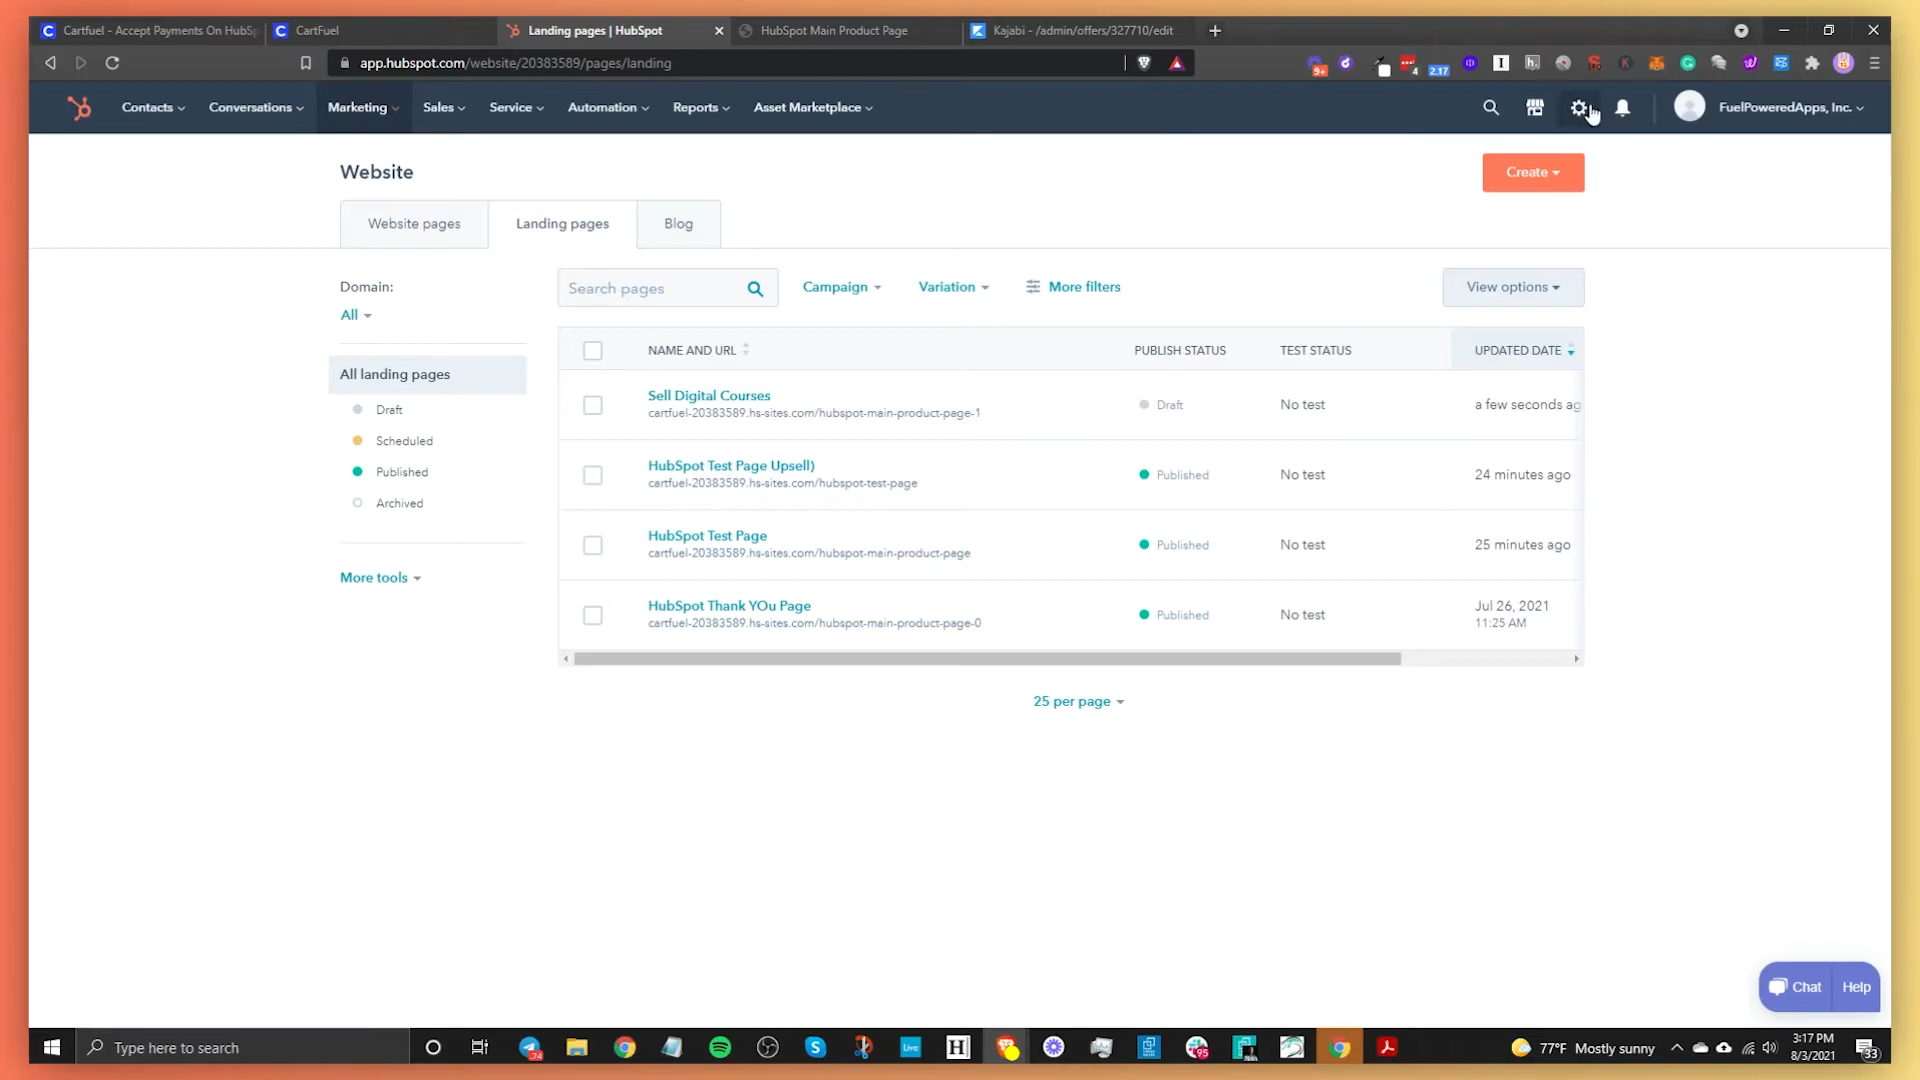 Cartfuel - Accept Payments On HubSp
CartFuel
Landing pages | HubSpot
HubSpot Main Product Page
Kajabi - /admin/offers/327710/edit
app.hubspot.com/website/20383589/pages/landing
9+
4
2.17
Contacts
Conversations
Marketing
Sales
Service
Automation
Reports
Asset Marketplace
FuelPoweredApps, Inc.
Website
Create
Website pages
Landing pages
Blog
Domain:
All
Search pages
Campaign
Variation
More filters
View options
NAME AND URL
PUBLISH STATUS
TEST STATUS
UPDATED DATE
All landing pages
Draft
Scheduled
Published
Archived
More tools
Sell Digital Courses
cartfuel-20383589.hs-sites.com/hubspot-main-product-page-1
Draft
No test
a few seconds ag
HubSpot Test Page Upsell)
cartfuel-20383589.hs-sites.com/hubspot-test-page
Published
No test
24 minutes ago
HubSpot Test Page
cartfuel-20383589.hs-sites.com/hubspot-main-product-page
Published
No test
25 minutes ago
HubSpot Thank YOu Page
cartfuel-20383589.hs-sites.com/hubspot-main-product-page-0
Published
No test
Jul 26, 2021
11:25 AM
25 per page
Chat
Help
Type here to search
74
Live
H
95
77°F Mostly sunny
3:17 PM
8/3/2021
33